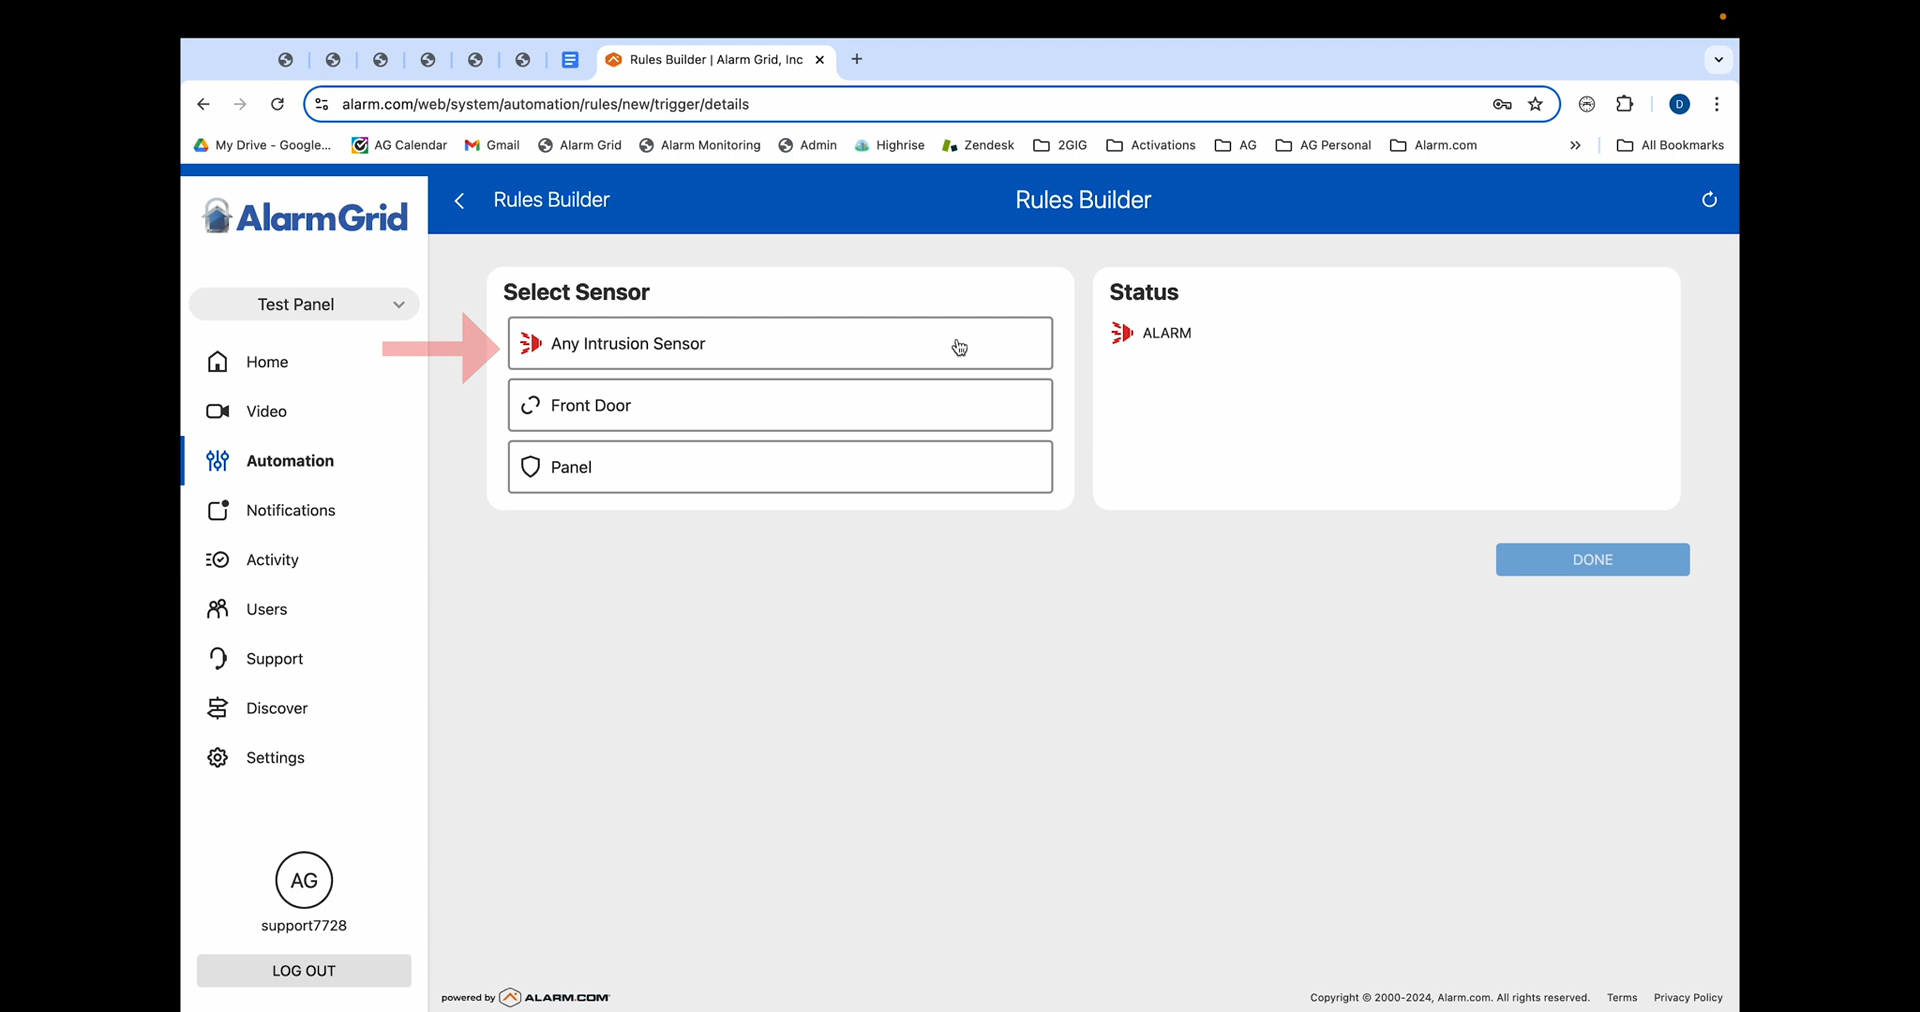 Rules Builder | Alarm Grid, Inc
alarm.com/web/system/automation/rules/new/trigger/details
D
My Drive - Google...
AG Calendar
Gmail
Alarm Grid
Alarm Monitoring
Admin
Highrise
Zendesk
2GIG
Activations
AG
AG Personal
Alarm.com
All Bookmarks
AlarmGrid
Rules Builder
Rules Builder
Test Panel
Home
Video
Automation
Notifications
Activity
Users
Support
Discover
Settings
AG
support7728
LOG OUT
Select Sensor
Any Intrusion Sensor
Front Door
Panel
Status
ALARM
DONE
powered by ALARM.COM
Copyright © 2000-2024, Alarm.com. All rights reserved.
Terms
Privacy Policy